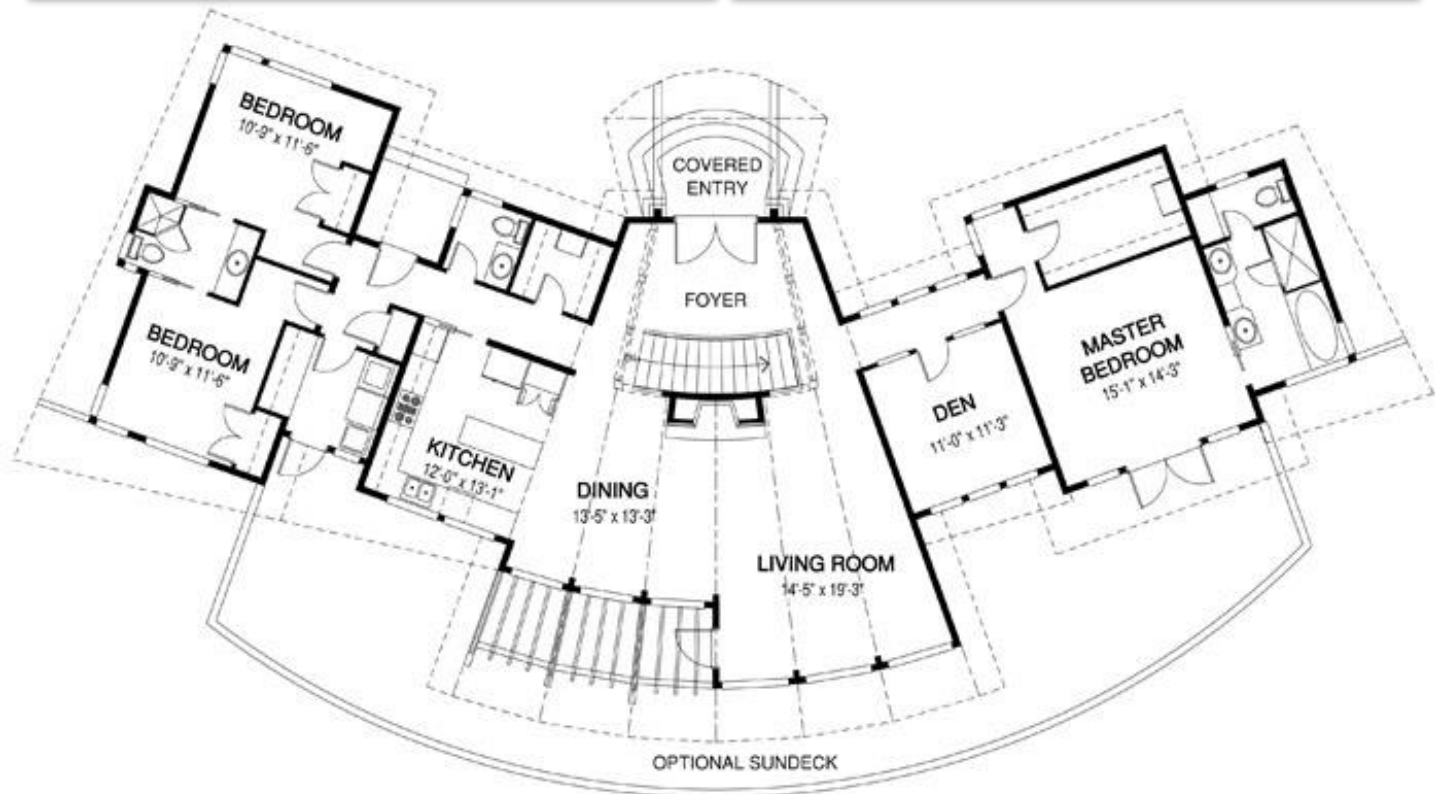 BEDROOM
10'-9" x 11'-6"
COVERED
ENTRY
FOYER
BEDROOM
10'-9" x 11'-6"
MASTER
BEDROOM
15'-1" x 14'-3"
DEN
11'-0" x 11'-3"
KITCHEN
12'-0" x 13'-1"
DINING
13'-5" x 13'-3"
LIVING ROOM
14'-5" x 19'-3"
OPTIONAL SUNDECK